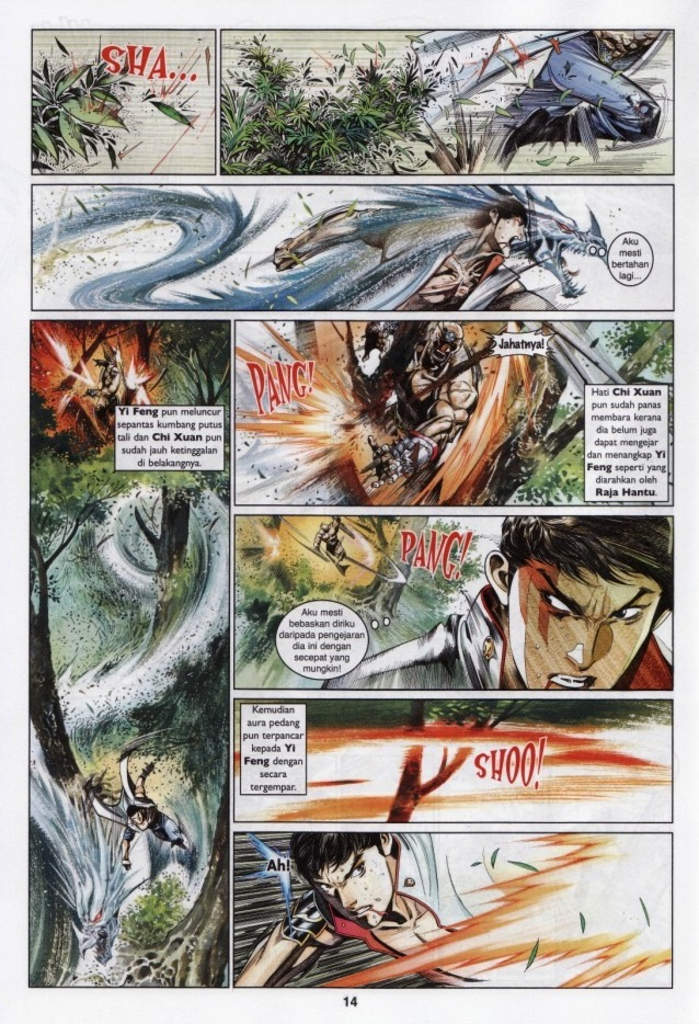 SHA...
Aku
mesti
bertahan
lagi...
Yi Feng pun meluncur
sepantas kumbang putus
tali dan Chi Xuan pun
sudah jauh ketinggalan
di belakangnya.
PANG!
Jahatnya!
Hati Chi Xuan
pun sudah panas
membara kerana
dia belum juga
dapat mengejar
dan menangkap Yi
Feng seperti yang
diarahkan oleh
Raja Hantu.
PANG!
Aku mesti
bebaskan diriku
daripada pengejaran
dia ini dengan
secepat yang
mungkin!
Kemudian
aura pedang
pun terpancar
kepada Yi
Feng dengan
secara
tergempar.
SHOO!
Ah!
14